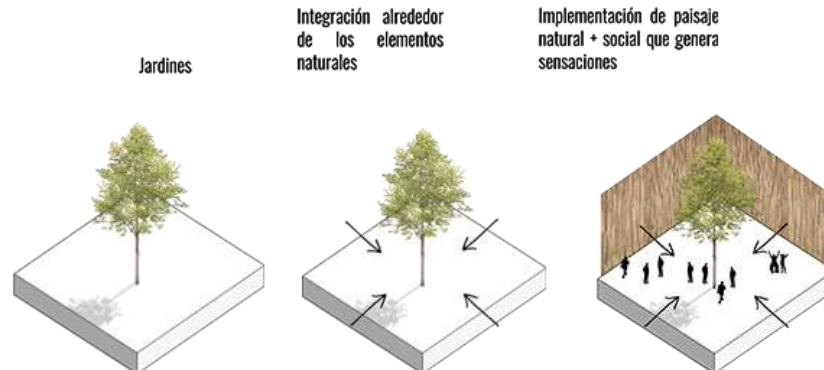 Jardines
Integración alrededor
de los elementos
naturales
Implementación de paisaje
natural + social que genera
sensaciones